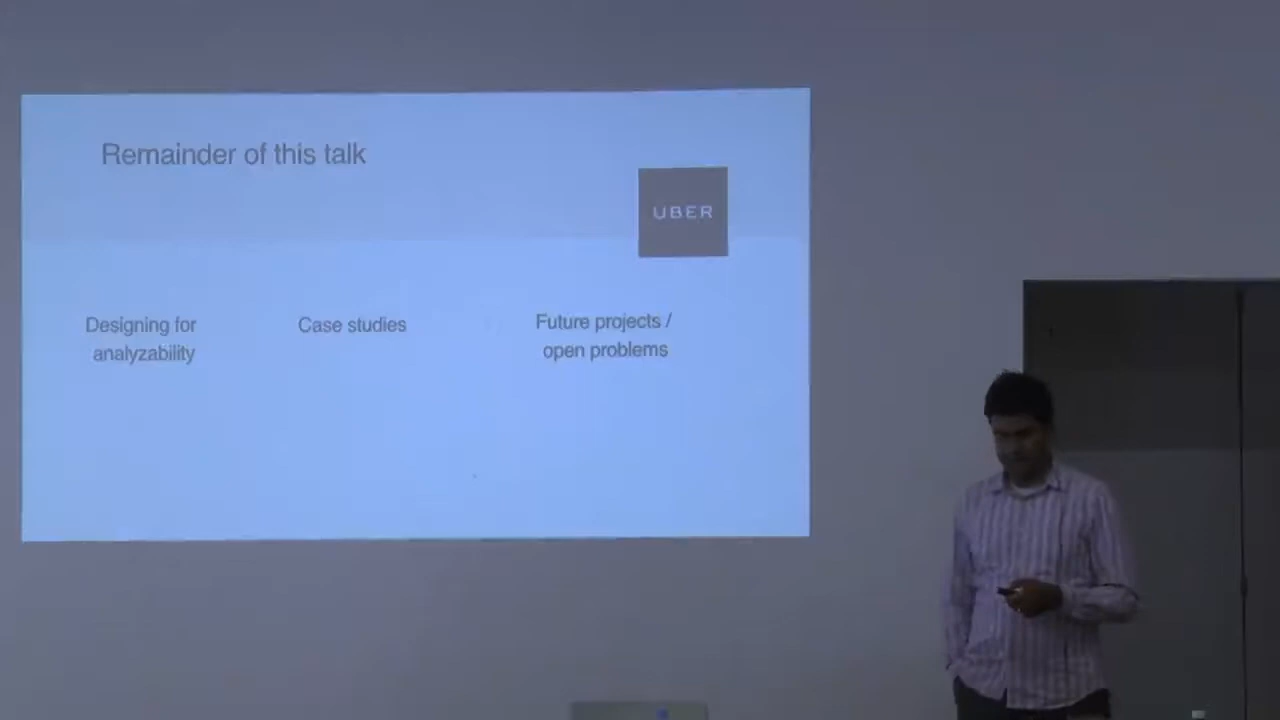 Remainder of this talk
UBER
Designing for
analyzability
Case studies
Future projects /
open problems